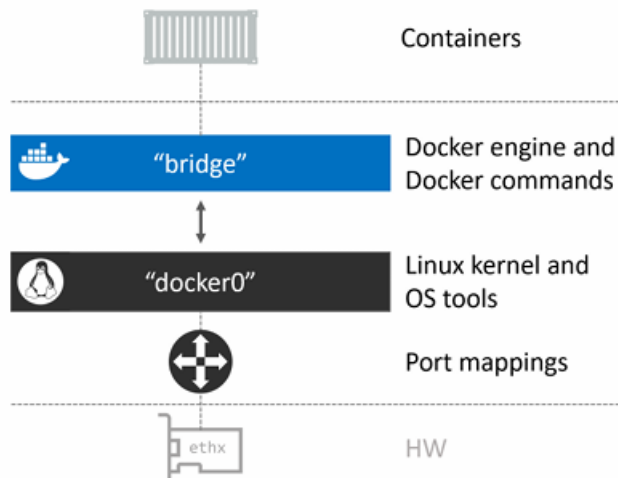 Containers
“bridge”
Docker engine and
Docker commands
“docker0”
Linux kernel and
OS tools
Port mappings
ethx
HW